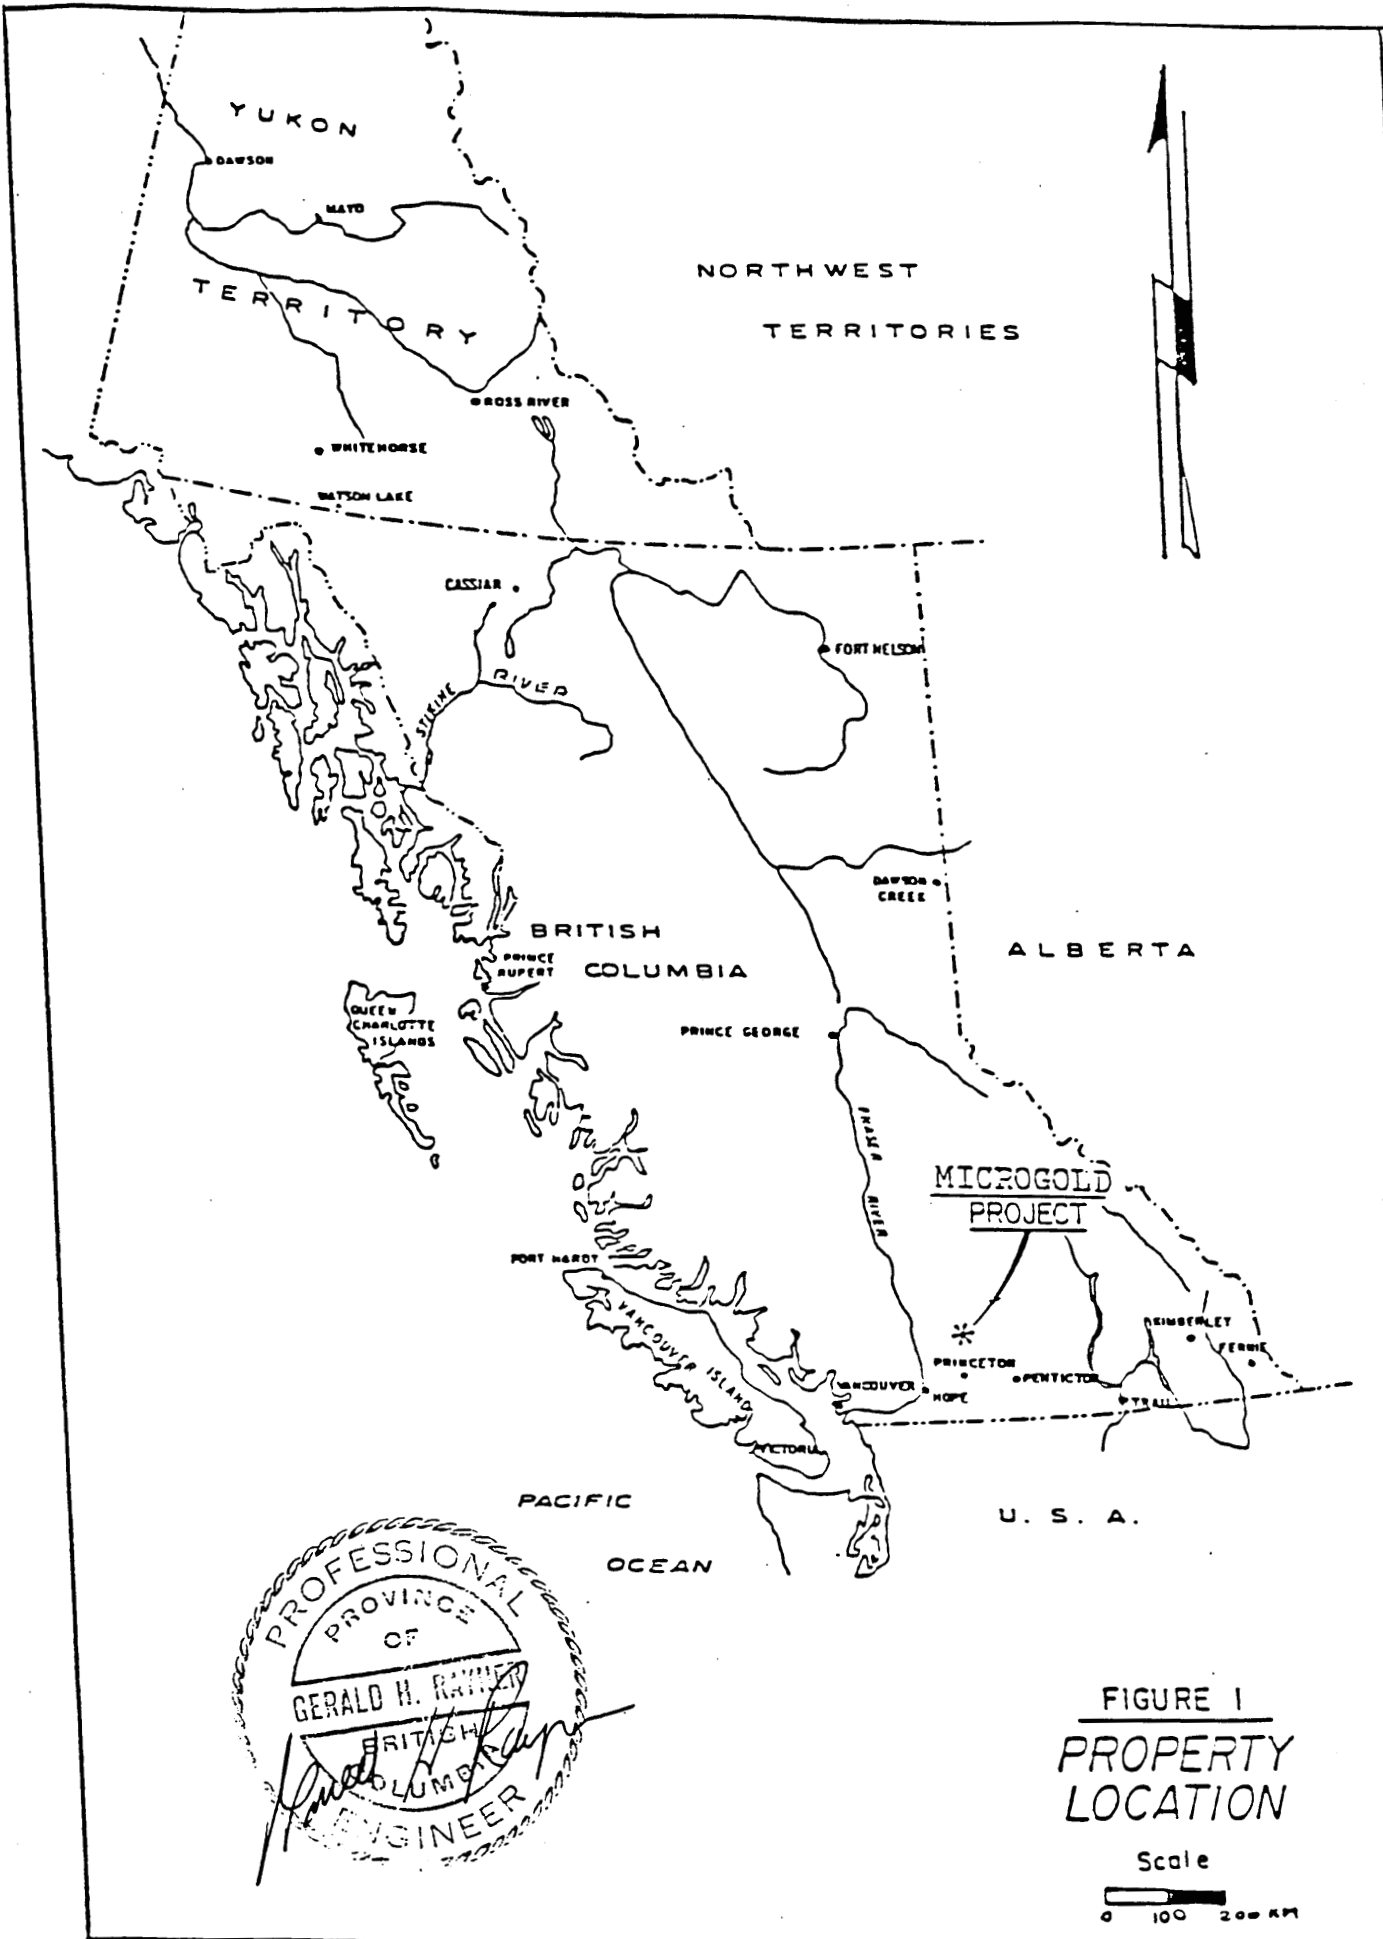 YUKON
DAWSON
MAYO
TERRITORY
NORTHWEST
TERRITORIES
ROSS RIVER
WHITEHORSE
WATSON LAKE
CASSIAR
FORT NELSON
STIKINE RIVER
DAWSON
CREEK
BRITISH
COLUMBIA
ALBERTA
PRINCE
RUPERT
QUEEN
CHARLOTTE
ISLANDS
PRINCE GEORGE
FRASER RIVER
MICROGOLD
PROJECT
PORT HARDY
VANCOUVER ISLAND
KIMBERLEY
FERNIE
PRINCETON
PENTICTON
VANCOUVER
HOPE
TRAIL
VICTORIA
PACIFIC
OCEAN
U. S. A.
PROFESSIONAL
PROVINCE
OF
GERALD H. RAYNER
BRITISH
COLUMBIA
ENGINEER
FIGURE 1
PROPERTY
LOCATION
Scale
0 100 200 KM